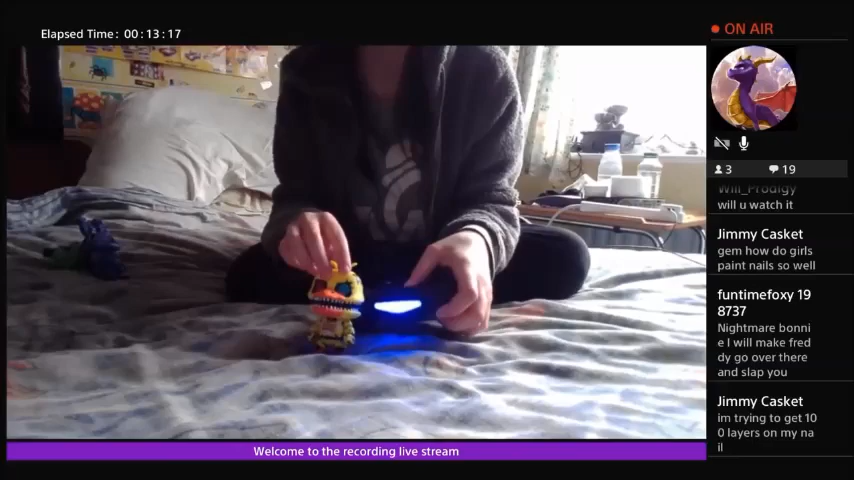 Elapsed Time: 00:13:17
ON AIR
3 19
Will_Prodigy
will u watch it
Jimmy Casket
gem how do girls
paint nails so well
funtimefoxy 19
8737
Nightmare bonni
e I will make fred
dy go over there
and slap you
Jimmy Casket
im trying to get 10
0 layers on my na
il
Welcome to the recording live stream